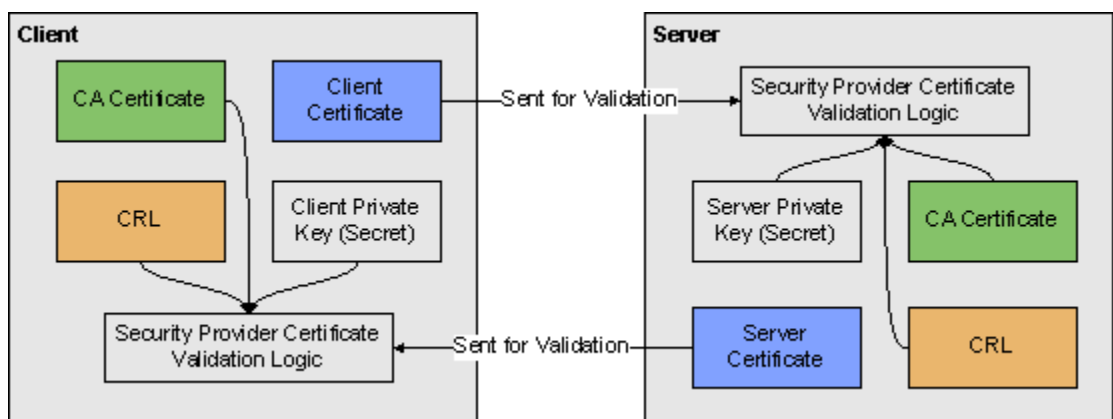 Client
CA Certificate
Client
Certificate
CRL
Client Private
Key (Secret)
Security Provider Certificate
Validation Logic
Sent for Validation
Sent for Validation
Server
Security Provider Certificate
Validation Logic
Server Private
Key (Secret)
CA Certificate
Server
Certificate
CRL